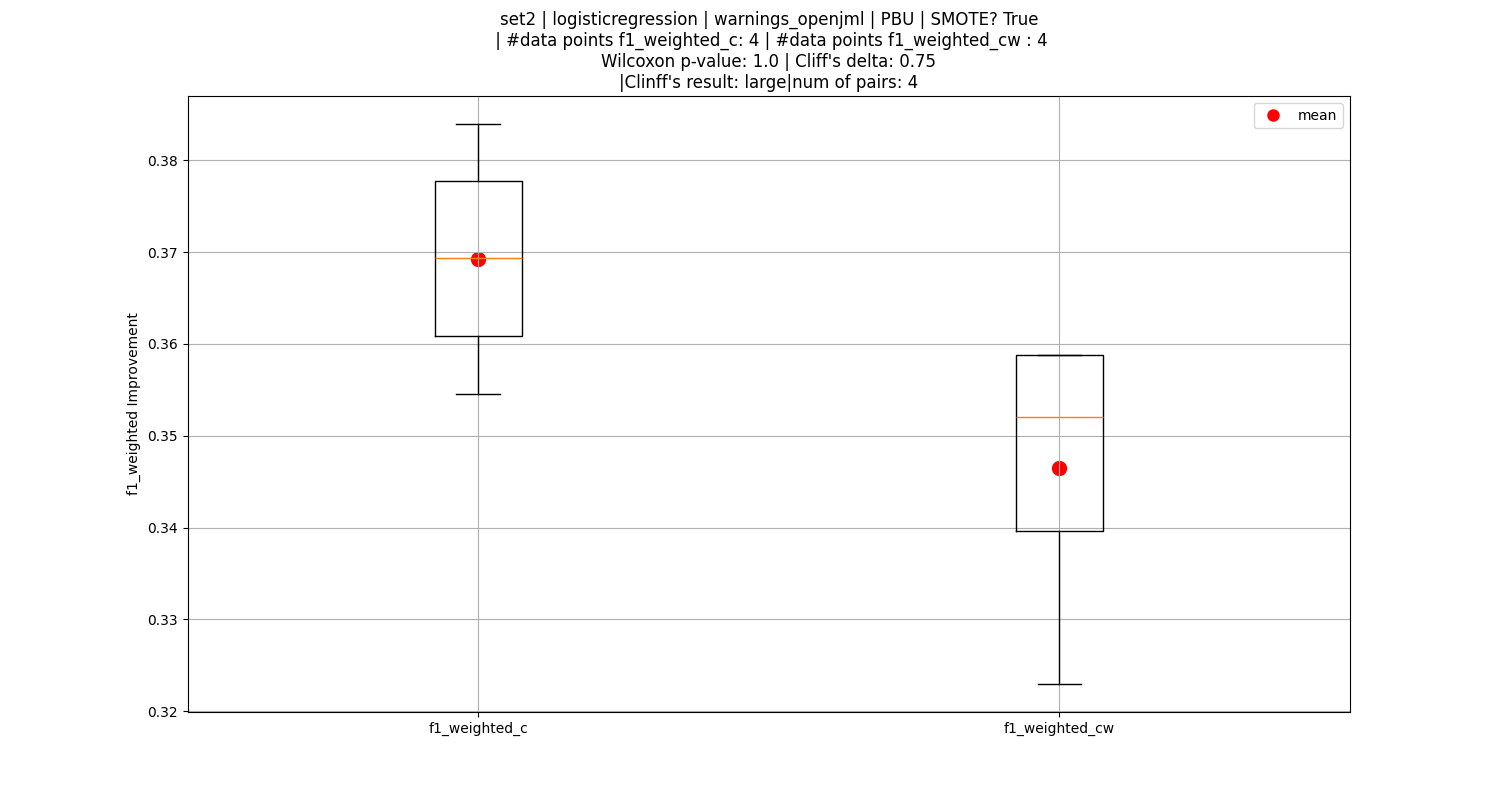 set2 | logisticregression | warnings_openjml | PBU | SMOTE? True
| #data points f1_weighted_c: 4 | #data points f1_weighted_cw : 4
Wilcoxon p-value: 1.0 | Cliff's delta: 0.75
|Clinff's result: large|num of pairs: 4
mean
0.38
0.37
0.36
0.35
0.34
0.33
0.32
f1_weighted Improvement
f1_weighted_c
f1_weighted_cw